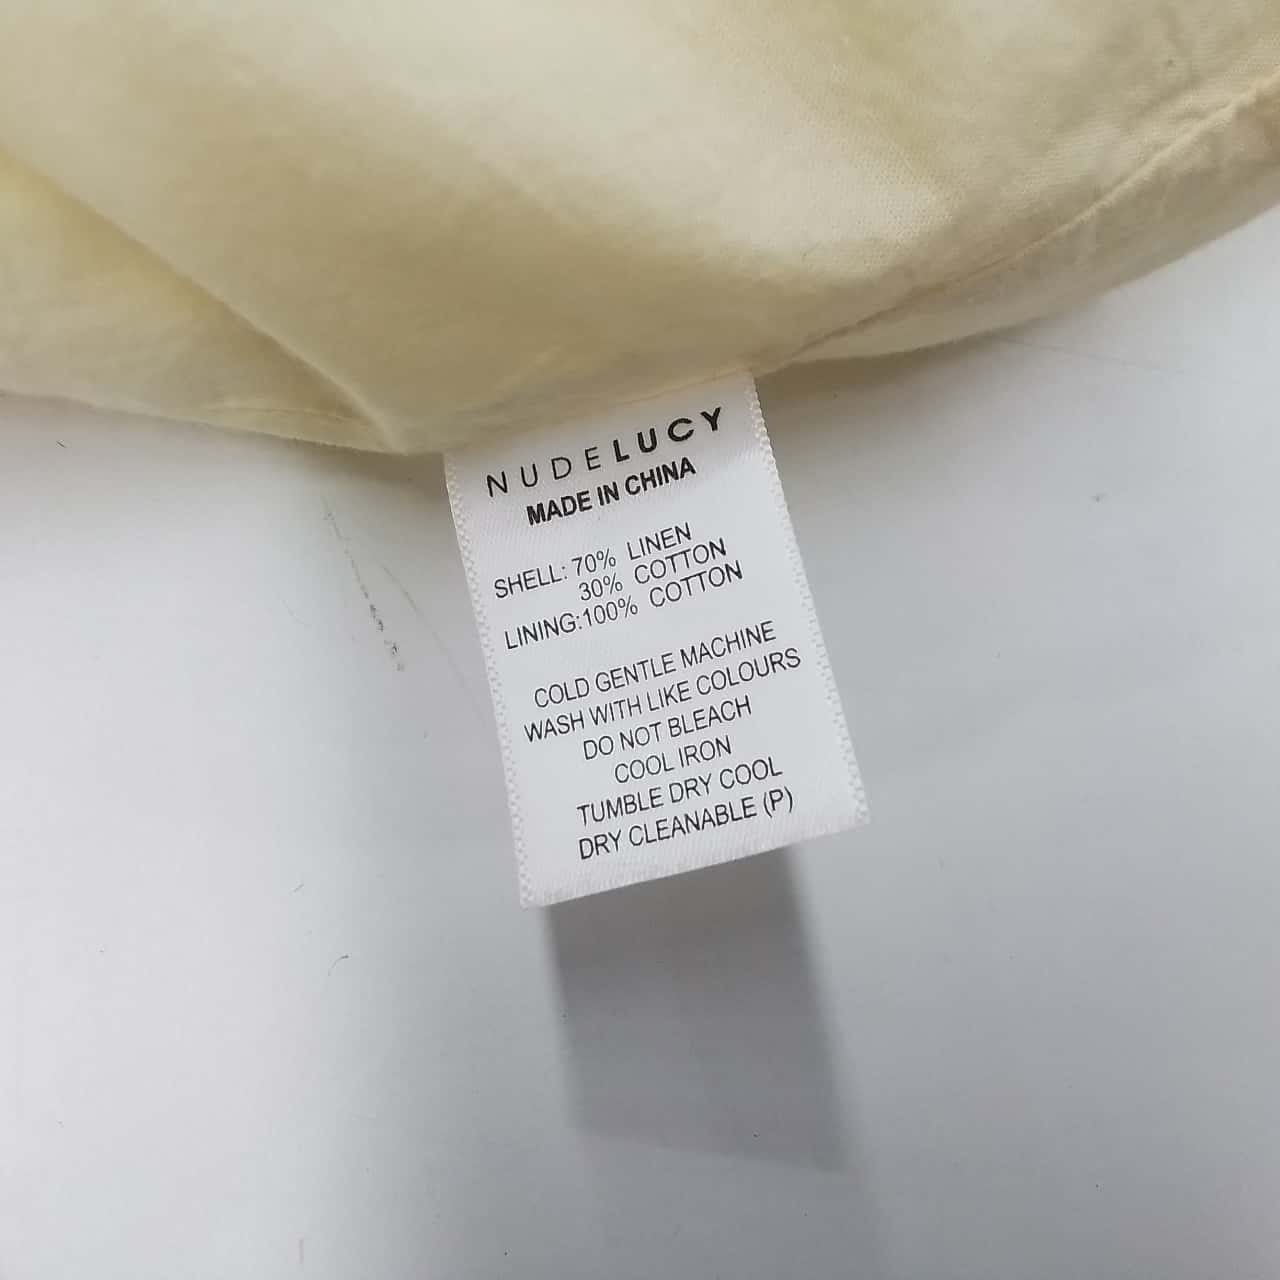 NUDELUCY
MADE IN CHINA
SHELL: 70% LINEN
30% COTTON
LINING:100% COTTON
COLD GENTLE MACHINE
WASH WITH LIKE COLOURS
DO NOT BLEACH
COOL IRON
TUMBLE DRY COOL
DRY CLEANABLE (P)